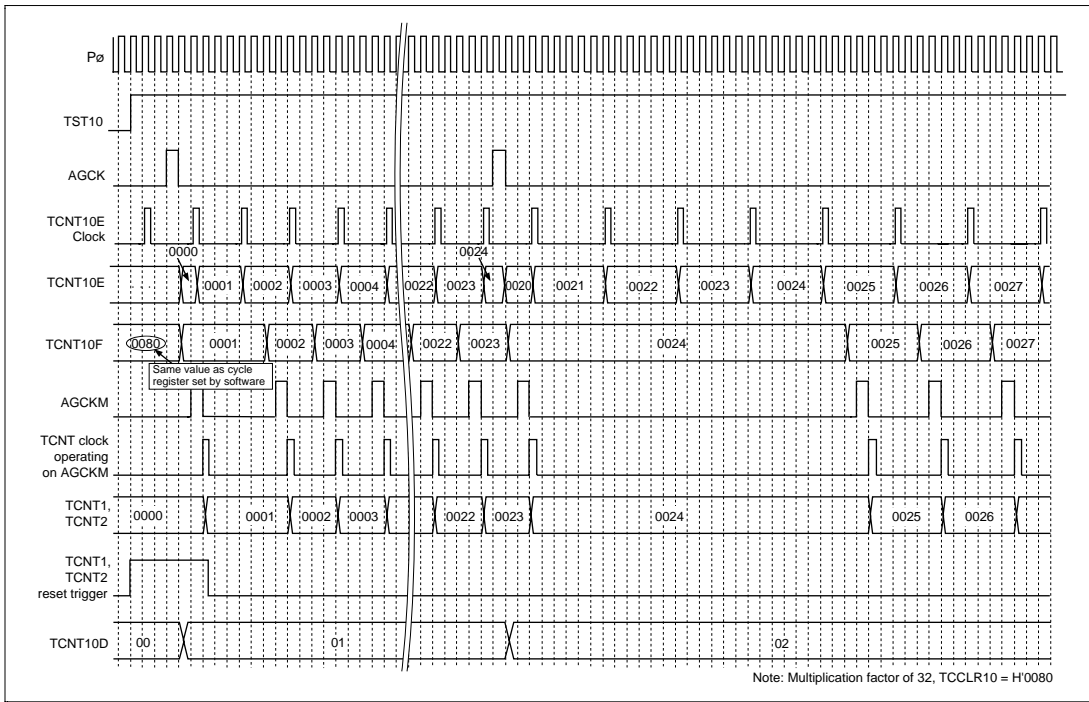 Pø
TST10
AGCK
TCNT10E
Clock
0000
0024
TCNT10E
0001 0002 0003 0004 0022 0023 0020 0021 0022 0023 0024 0025 0026 0027
TCNT10F
0080 0001 0002 0003 0004 0022 0023 0024 0025 0026 0027
Same value as cycle
register set by software
AGCKM
TCNT clock
operating
on AGCKM
TCNT1,
TCNT2
0000 0001 0002 0003 0022 0023 0024 0025 0026
TCNT1,
TCNT2
reset trigger
TCNT10D
00 01 02
Note: Multiplication factor of 32, TCCLR10 = H'0080